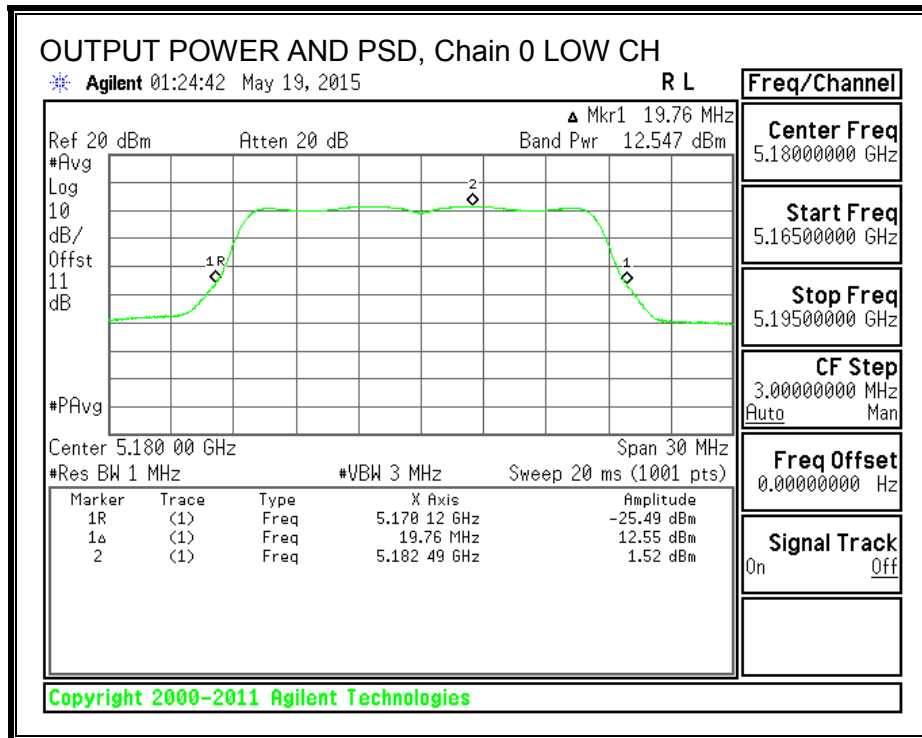 OUTPUT POWER AND PSD, Chain 0 LOW CH
Agilent 01:24:42 May 19, 2015 R L
Δ Mkr1 19.76 MHz
Ref 20 dBm Atten 20 dB Band Pwr 12.547 dBm
#Avg
Log
10
dB/
Offst
11
dB
#PAvg
2
1R
1
Center 5.180 00 GHz Span 30 MHz
#Res BW 1 MHz #VBW 3 MHz Sweep 20 ms (1001 pts)
Marker Trace Type X Axis Amplitude
1R (1) Freq 5.170 12 GHz -25.49 dBm
1Δ (1) Freq 19.76 MHz 12.55 dBm
2 (1) Freq 5.182 49 GHz 1.52 dBm
Freq/Channel
Center Freq
5.18000000 GHz
Start Freq
5.16500000 GHz
Stop Freq
5.19500000 GHz
CF Step
3.00000000 MHz
Auto Man
Freq Offset
0.00000000 Hz
Signal Track
On Off
Copyright 2000-2011 Agilent Technologies